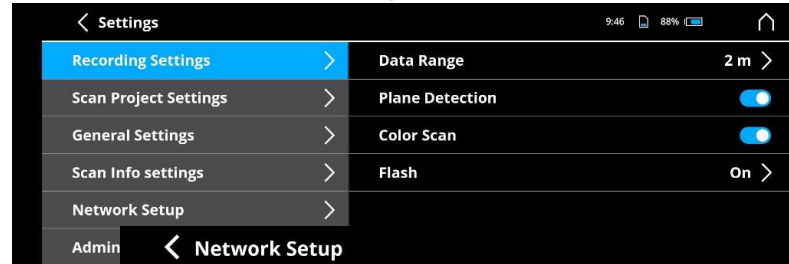 Settings 9:46 88%
Recording Settings
Data Range 2 m
Scan Project Settings
Plane Detection
General Settings
Color Scan
Scan Info settings
Flash On
Network Setup
Admin
Network Setup